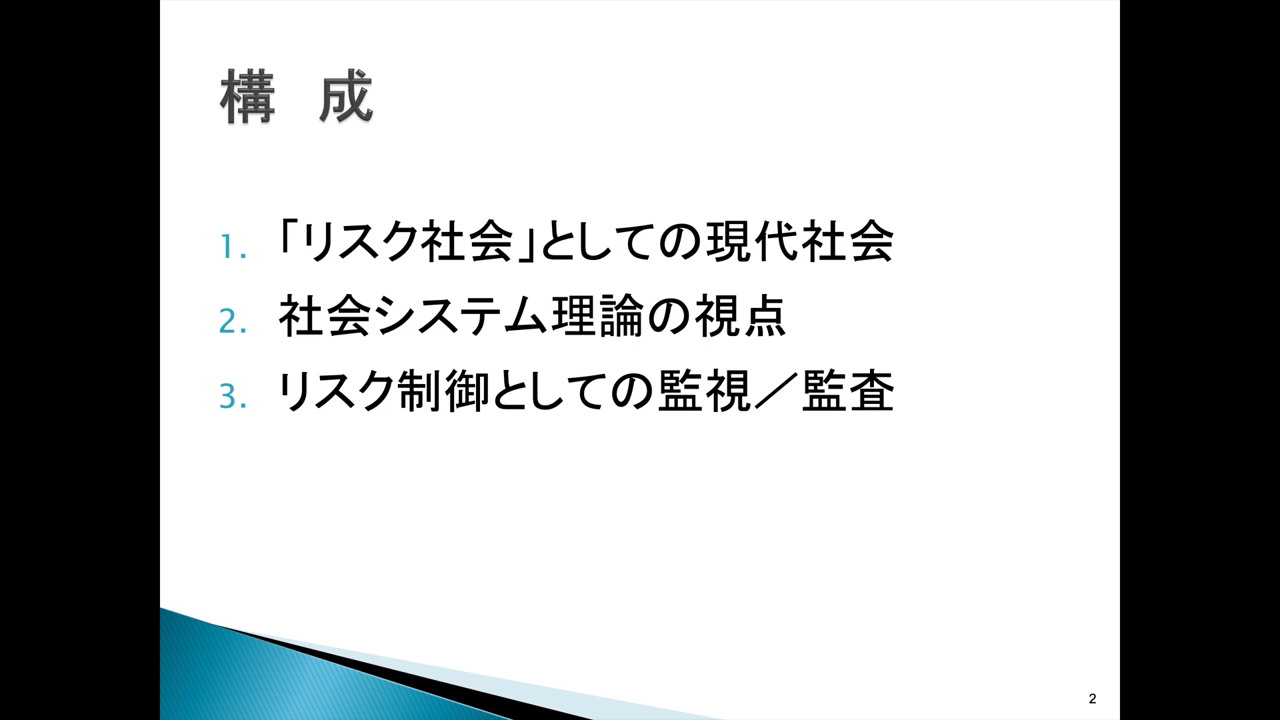 構　成
1. 「リスク社会」としての現代社会
2. 社会システム理論の視点
3. リスク制御としての監視／監査
2